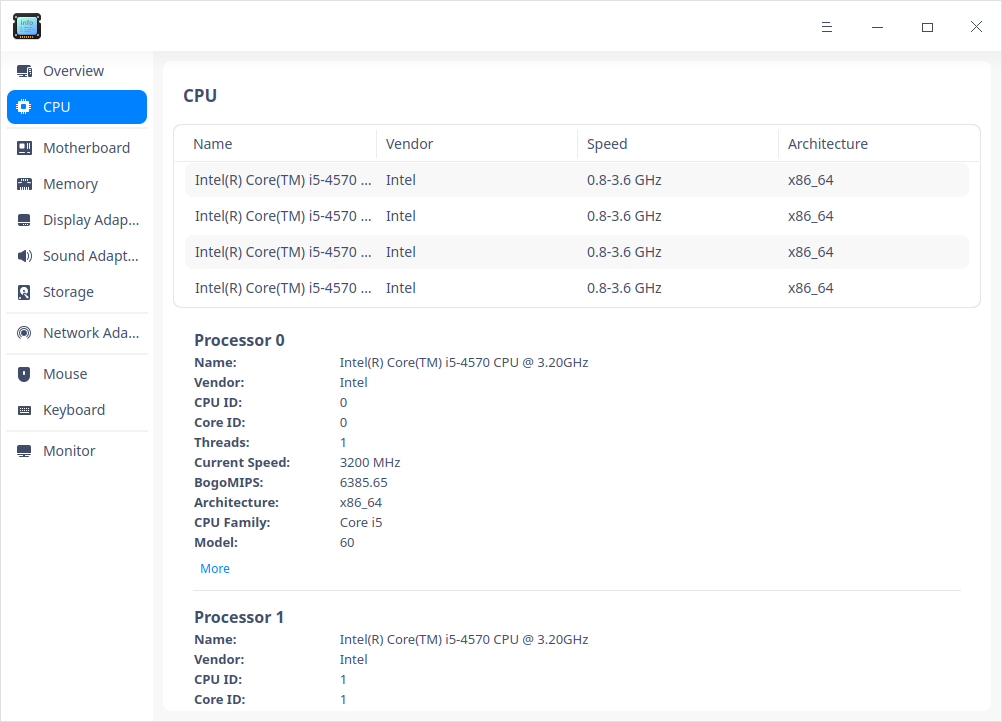 info
Overview
CPU
Motherboard
Memory
Display Adap...
Sound Adapt...
Storage
Network Ada...
Mouse
Keyboard
Monitor
CPU
Name Vendor Speed Architecture
Intel(R) Core(TM) i5-4570 ... Intel 0.8-3.6 GHz x86_64
Intel(R) Core(TM) i5-4570 ... Intel 0.8-3.6 GHz x86_64
Intel(R) Core(TM) i5-4570 ... Intel 0.8-3.6 GHz x86_64
Intel(R) Core(TM) i5-4570 ... Intel 0.8-3.6 GHz x86_64
Processor 0
Name: Intel(R) Core(TM) i5-4570 CPU @ 3.20GHz
Vendor: Intel
CPU ID: 0
Core ID: 0
Threads: 1
Current Speed: 3200 MHz
BogoMIPS: 6385.65
Architecture: x86_64
CPU Family: Core i5
Model: 60
More
Processor 1
Name: Intel(R) Core(TM) i5-4570 CPU @ 3.20GHz
Vendor: Intel
CPU ID: 1
Core ID: 1